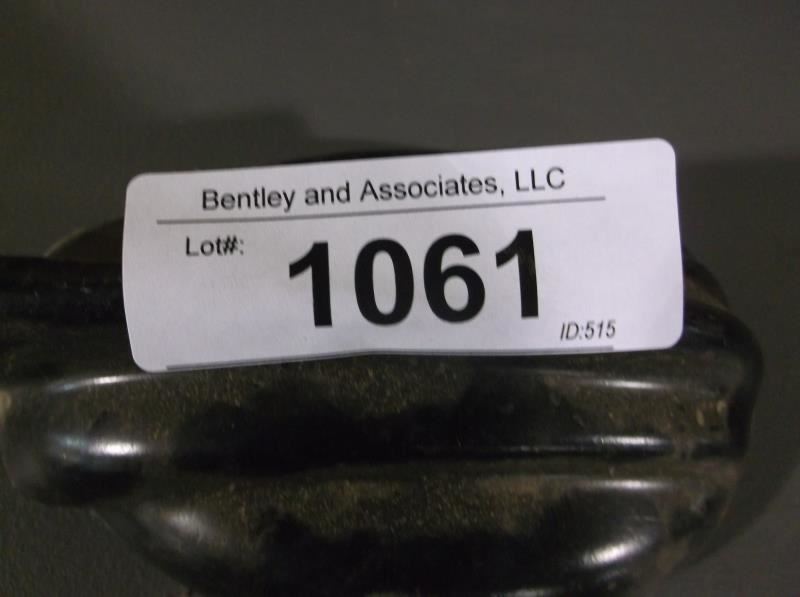 Bentley and Associates, LLC
Lot#:
1061
ID:515